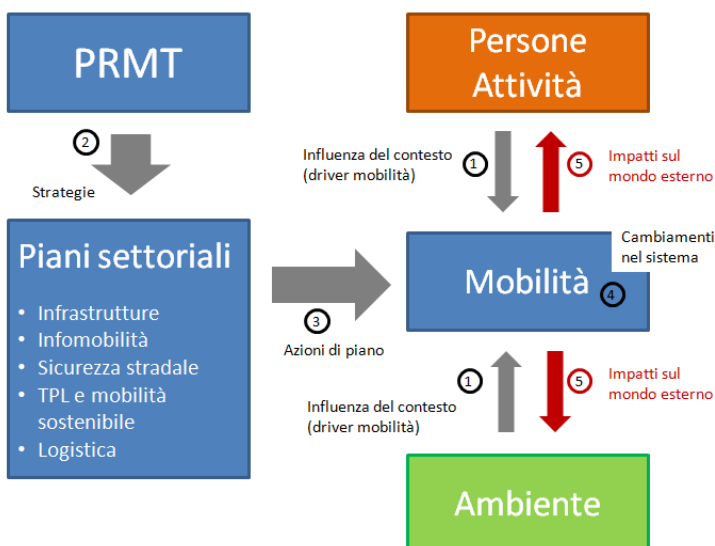 PRMT
2
Strategie
Piani settoriali
• Infrastrutture
• Infomobilità
• Sicurezza stradale
• TPL e mobilità
sostenibile
• Logistica
3
Azioni di piano
Persone
Attività
Influenza del contesto
(driver mobilità)
1
5
Impatti sul
mondo esterno
Mobilità
4
Cambiamenti
nel sistema
Influenza del contesto
(driver mobilità)
1
5
Impatti sul
mondo esterno
Ambiente